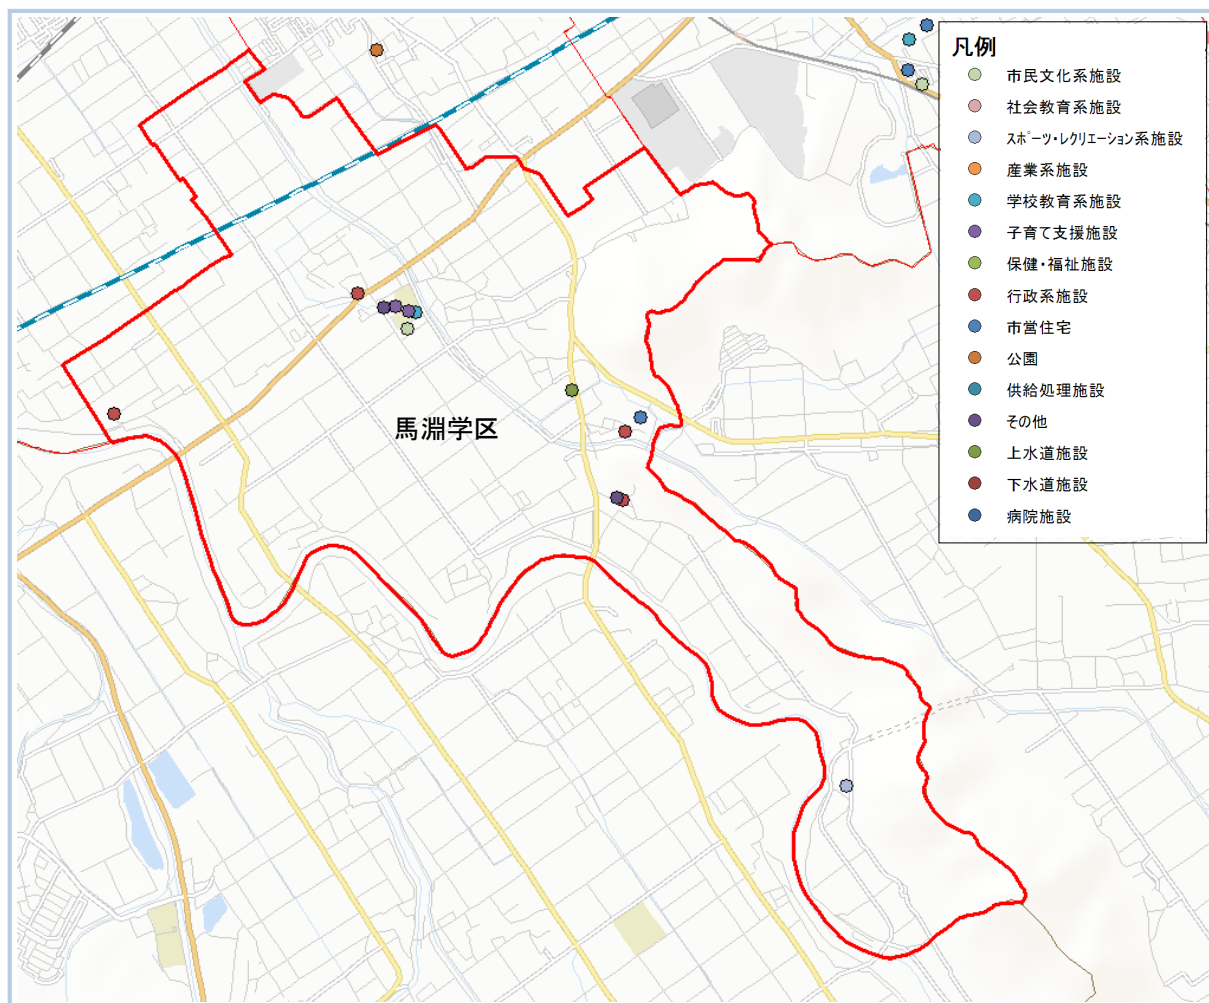 凡例
市民文化系施設
社会教育系施設
ｽﾎﾟｰﾂ・ﾚｸﾘｴｰｼｮﾝ系施設
産業系施設
学校教育系施設
子育て支援施設
保健・福祉施設
行政系施設
市営住宅
公園
供給処理施設
その他
上水道施設
下水道施設
病院施設
馬淵学区